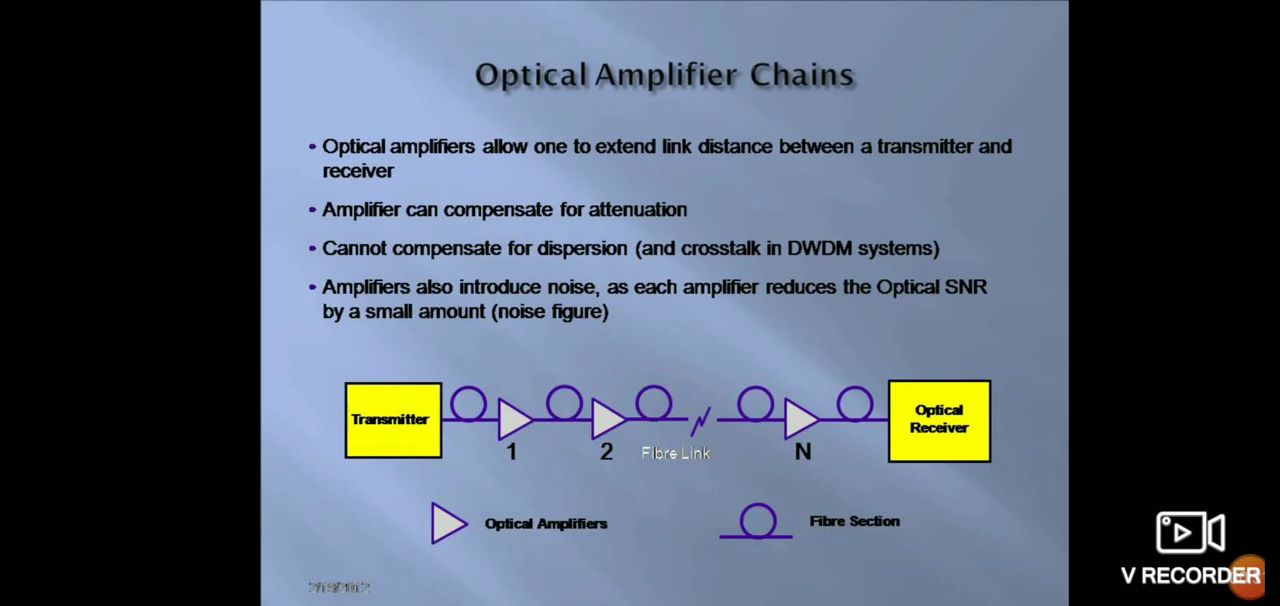 Optical Amplifier Chains
• Optical amplifiers allow one to extend link distance between a transmitter and
receiver
• Amplifier can compensate for attenuation
• Cannot compensate for dispersion (and crosstalk in DWDM systems)
• Amplifiers also introduce noise, as each amplifier reduces the Optical SNR
by a small amount (noise figure)
Transmitter
Optical
Receiver
1
2
Fibre Link
N
Optical Amplifiers
Fibre Section
V RECORDER